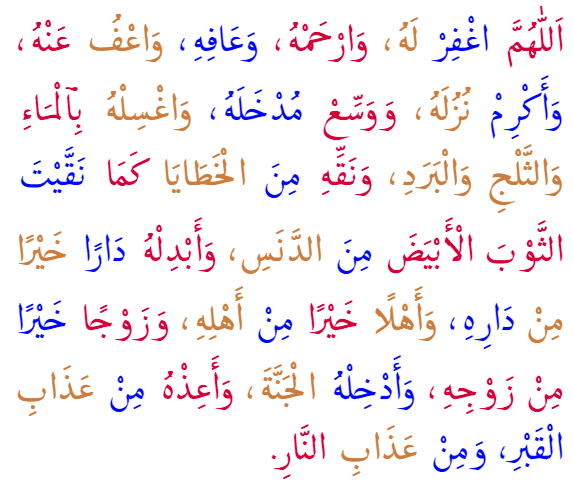 اَللّٰهُمَّ اغْفِرْ لَهُ، وَارْحَمْهُ، وَعَافِهِ، وَاعْفُ عَنْهُ،
وَأَكْرِمْ نُزُلَهُ، وَوَسِّعْ مُدْخَلَهُ، وَاغْسِلْهُ بِالْمَاءِ
وَالثَّلْجِ وَالْبَرَدِ، وَنَقِّهِ مِنَ الْخَطَايَا كَمَا نَقَّيْتَ
الثَّوْبَ الْأَبْيَضَ مِنَ الدَّنَسِ، وَأَبْدِلْهُ دَارًا خَيْرًا
مِنْ دَارِهِ، وَأَهْلًا خَيْرًا مِنْ أَهْلِهِ، وَزَوْجًا خَيْرًا
مِنْ زَوْجِهِ، وَأَدْخِلْهُ الْجَنَّةَ، وَأَعِذْهُ مِنْ عَذَابِ
الْقَبْرِ، وَمِنْ عَذَابِ النَّارِ.